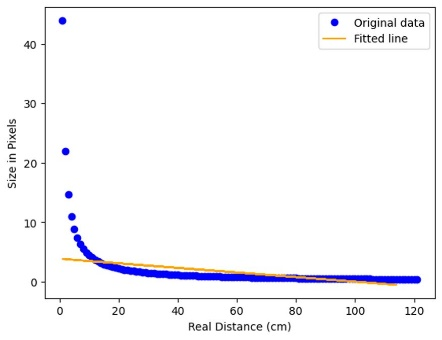 Original data
Fitted line
40
30
20
10
0
Size in Pixels
0 20 40 60 80 100 120
Real Distance (cm)